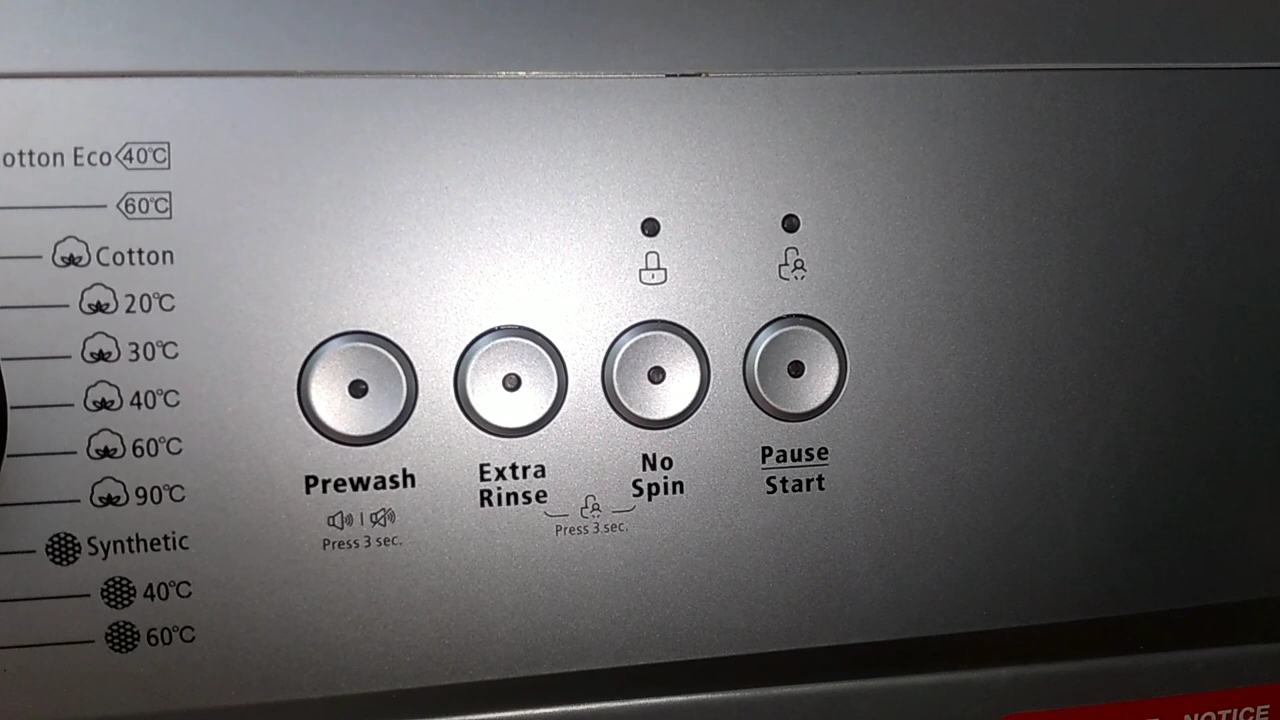 otton Eco 40℃
60℃
Cotton
20℃
30℃
40℃
60℃
90℃
Synthetic
40℃
60℃
Prewash
Press 3 sec.
Extra
Rinse
No
Spin
Press 3 sec.
Pause
Start
NOTICE